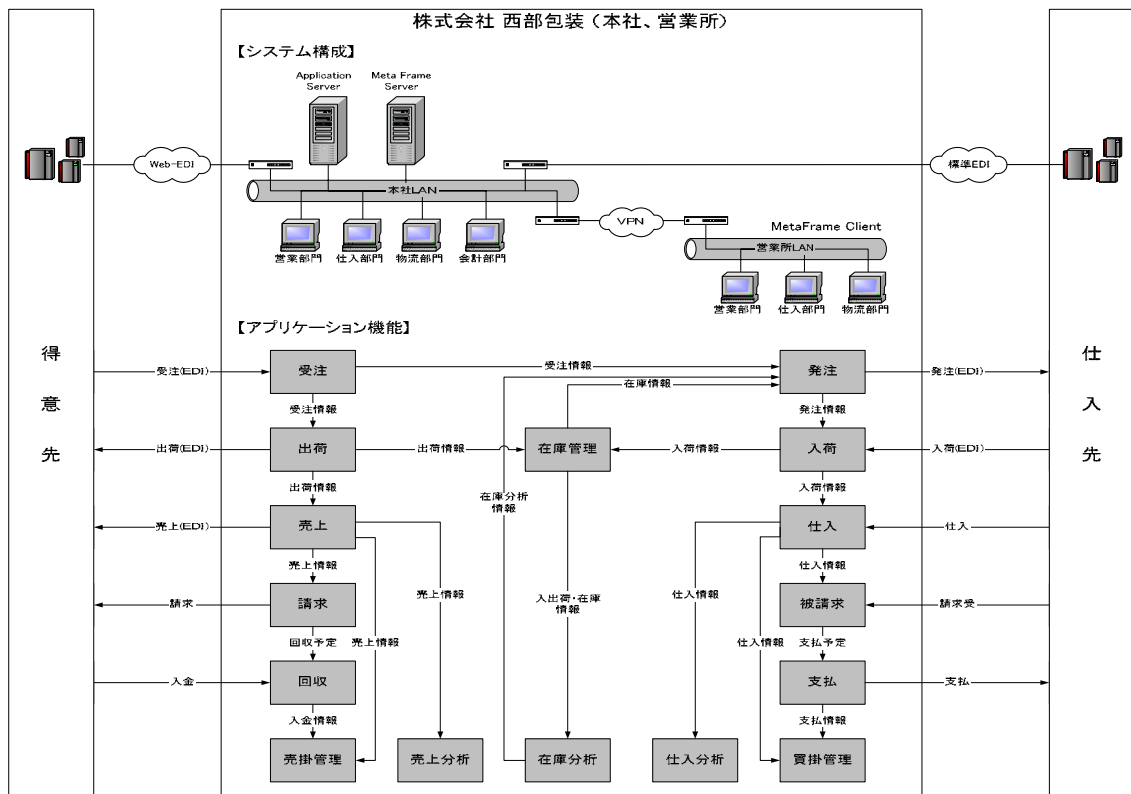 株式会社 西部包装 (本社、営業所)
【システム構成】
Application
Server
Meta Frame
Server
Web-EDI
標準EDI
本社LAN
VPN
MetaFrame Client
営業部門
仕入部門
物流部門
会計部門
営業所LAN
営業部門
仕入部門
物流部門
【アプリケーション機能】
得意先
仕入先
受注(EDI)
受注
受注情報
発注
発注(EDI)
在庫情報
受注情報
発注情報
出荷(EDI)
出荷
出荷情報
在庫管理
入荷情報
入荷
入荷(EDI)
出荷情報
在庫分析
情報
入荷情報
売上(EDI)
売上
仕入
仕入
売上情報
仕入情報
請求
請求
売上情報
入出荷・在庫
情報
仕入情報
被請求
請求受
回収予定
売上情報
仕入情報
支払予定
入金
回収
支払
支払
入金情報
支払情報
売掛管理
売上分析
在庫分析
仕入分析
買掛管理